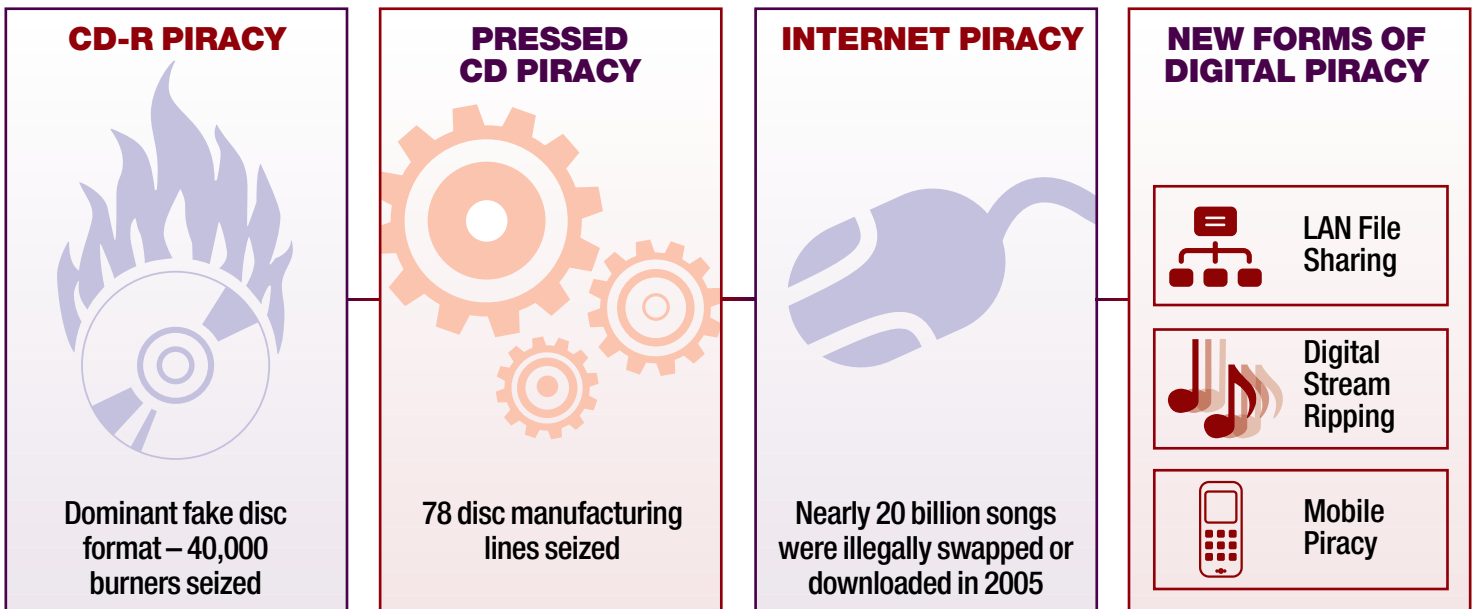 CD-R PIRACY
Dominant fake disc
format – 40,000
burners seized
PRESSED
CD PIRACY
78 disc manufacturing
lines seized
INTERNET PIRACY
Nearly 20 billion songs
were illegally swapped or
downloaded in 2005
NEW FORMS OF
DIGITAL PIRACY
LAN File
Sharing
Digital
Stream
Ripping
Mobile
Piracy